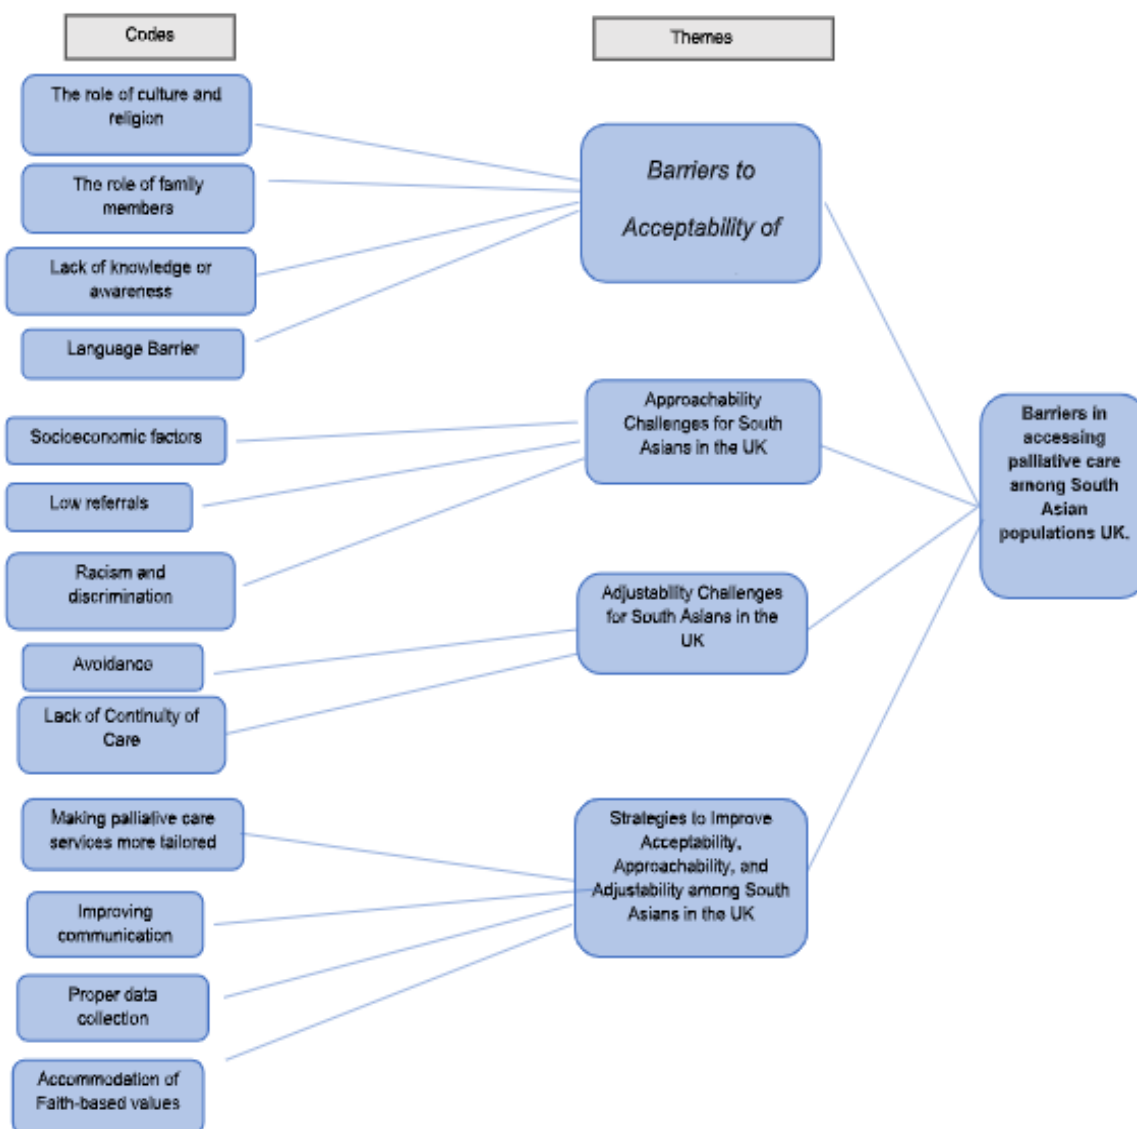 Codes
Themes
The role of culture and
religion
The role of family
members
Lack of knowledge or
awareness
Language Barrier
Socioeconomic factors
Low referrals
Racism and
discrimination
Avoidance
Lack of Continuity of
Care
Making palliative care
services more tailored
Improving
communication
Proper data
collection
Accommodation of
Faith-based values
Barriers to
Acceptability of
Approachability
Challenges for South
Asians in the UK
Adjustability Challenges
for South Asians in the
UK
Strategies to Improve
Acceptability,
Approachability, and
Adjustability among South
Asians in the UK
Barriers in
accessing
palliative care
among South
Asian
populations UK.